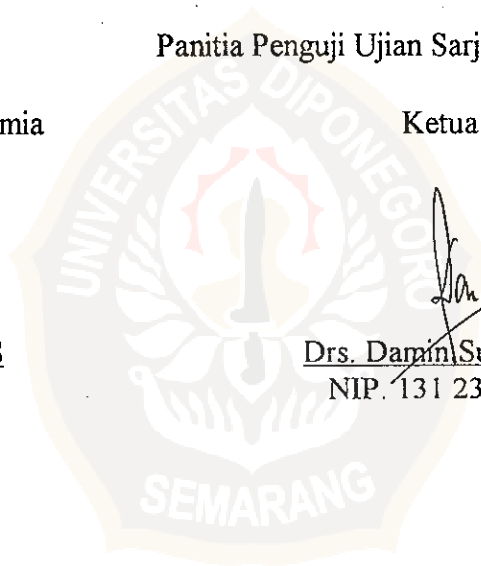 Panitia Penguji Ujian Sarj
mia
Ketua
Drs. Damin Su
NIP. 131 23
UNIVERSITAS DIPONEGORO
SEMARANG